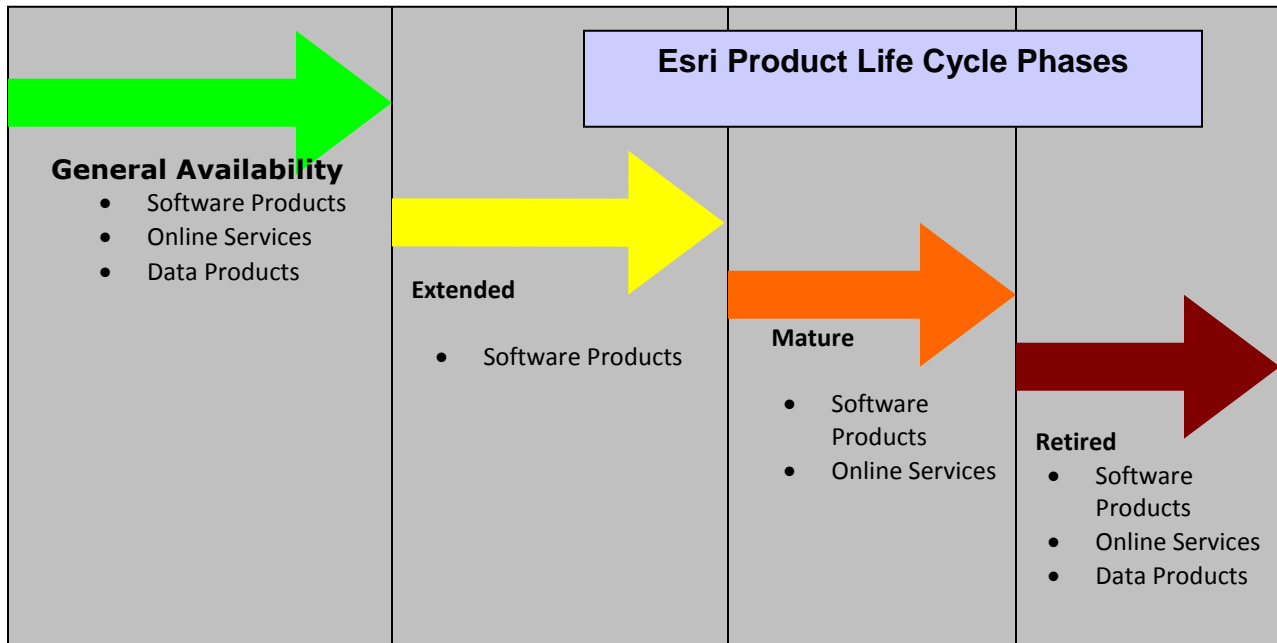 Esri Product Life Cycle Phases
General Availability
• Software Products
• Online Services
• Data Products
Extended
• Software Products
Mature
• Software
Products
• Online Services
Retired
• Software
Products
• Online Services
• Data Products